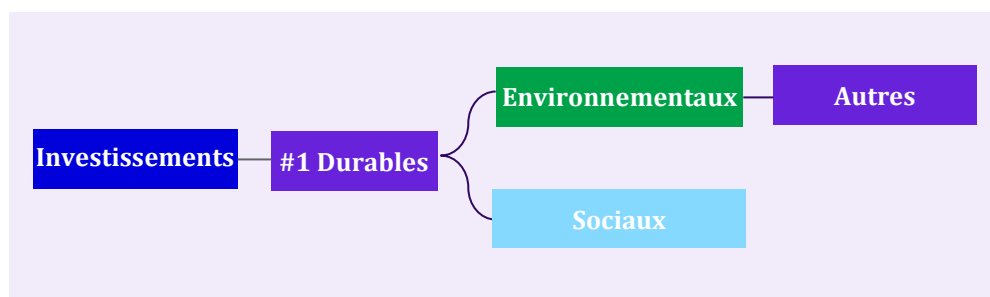 Investissements
#1 Durables
Environnementaux
Autres
Sociaux